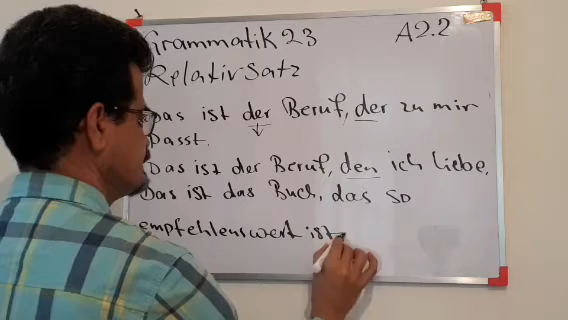 Grammatik 23 A2.2
Relativsatz
Das ist der Beruf, der zu mir
passt.
Das ist der Beruf, den ich liebe.
Das ist das Buch, das so
empfehlenswert ist